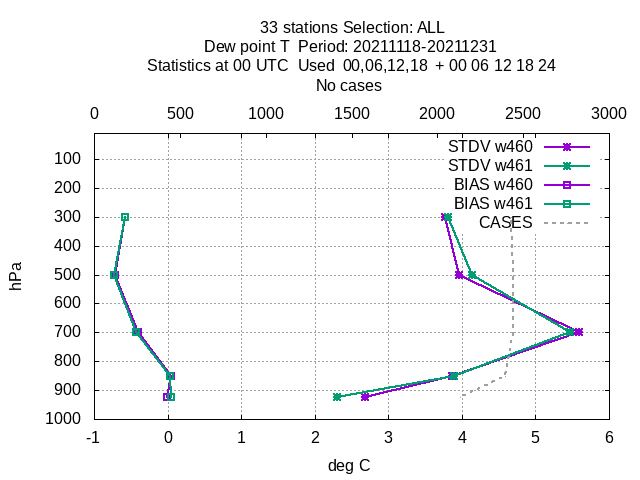 33 stations Selection: ALL
Dew point T  Period: 20211118-20211231
Statistics at 00 UTC  Used  00,06,12,18  + 00 06 12 18 24
No cases
0 500 1000 1500 2000 2500 3000
STDV w460
STDV w461
BIAS w460
BIAS w461
CASES
100
200
300
400
500
600
700
800
900
1000
hPa
-1 0 1 2 3 4 5 6
deg C